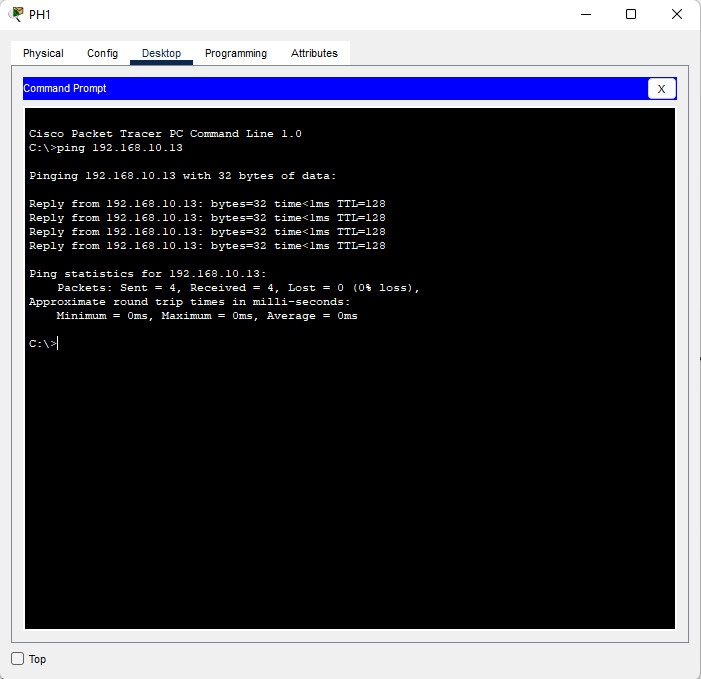 PH1
Physical Config Desktop Programming Attributes
Command Prompt X
Cisco Packet Tracer PC Command Line 1.0
C:\>ping 192.168.10.13
Pinging 192.168.10.13 with 32 bytes of data:
Reply from 192.168.10.13: bytes=32 time<1ms TTL=128
Reply from 192.168.10.13: bytes=32 time<1ms TTL=128
Reply from 192.168.10.13: bytes=32 time<1ms TTL=128
Reply from 192.168.10.13: bytes=32 time<1ms TTL=128
Ping statistics for 192.168.10.13:
Packets: Sent = 4, Received = 4, Lost = 0 (0% loss),
Approximate round trip times in milli-seconds:
Minimum = 0ms, Maximum = 0ms, Average = 0ms
C:\>
Top